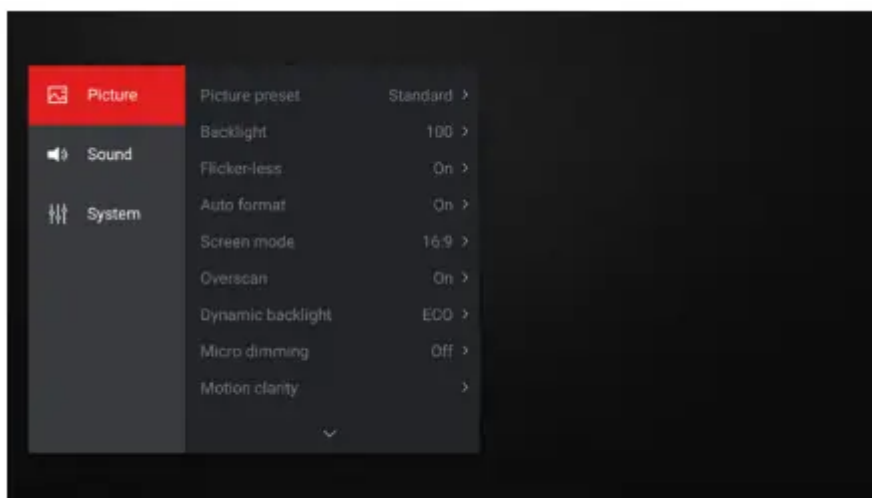 Picture
Sound
System
Picture preset Standard
Backlight 100
Flicker-less On
Auto format On
Screen mode 16:9
Overscan On
Dynamic backlight ECO
Micro dimming Off
Motion clarity